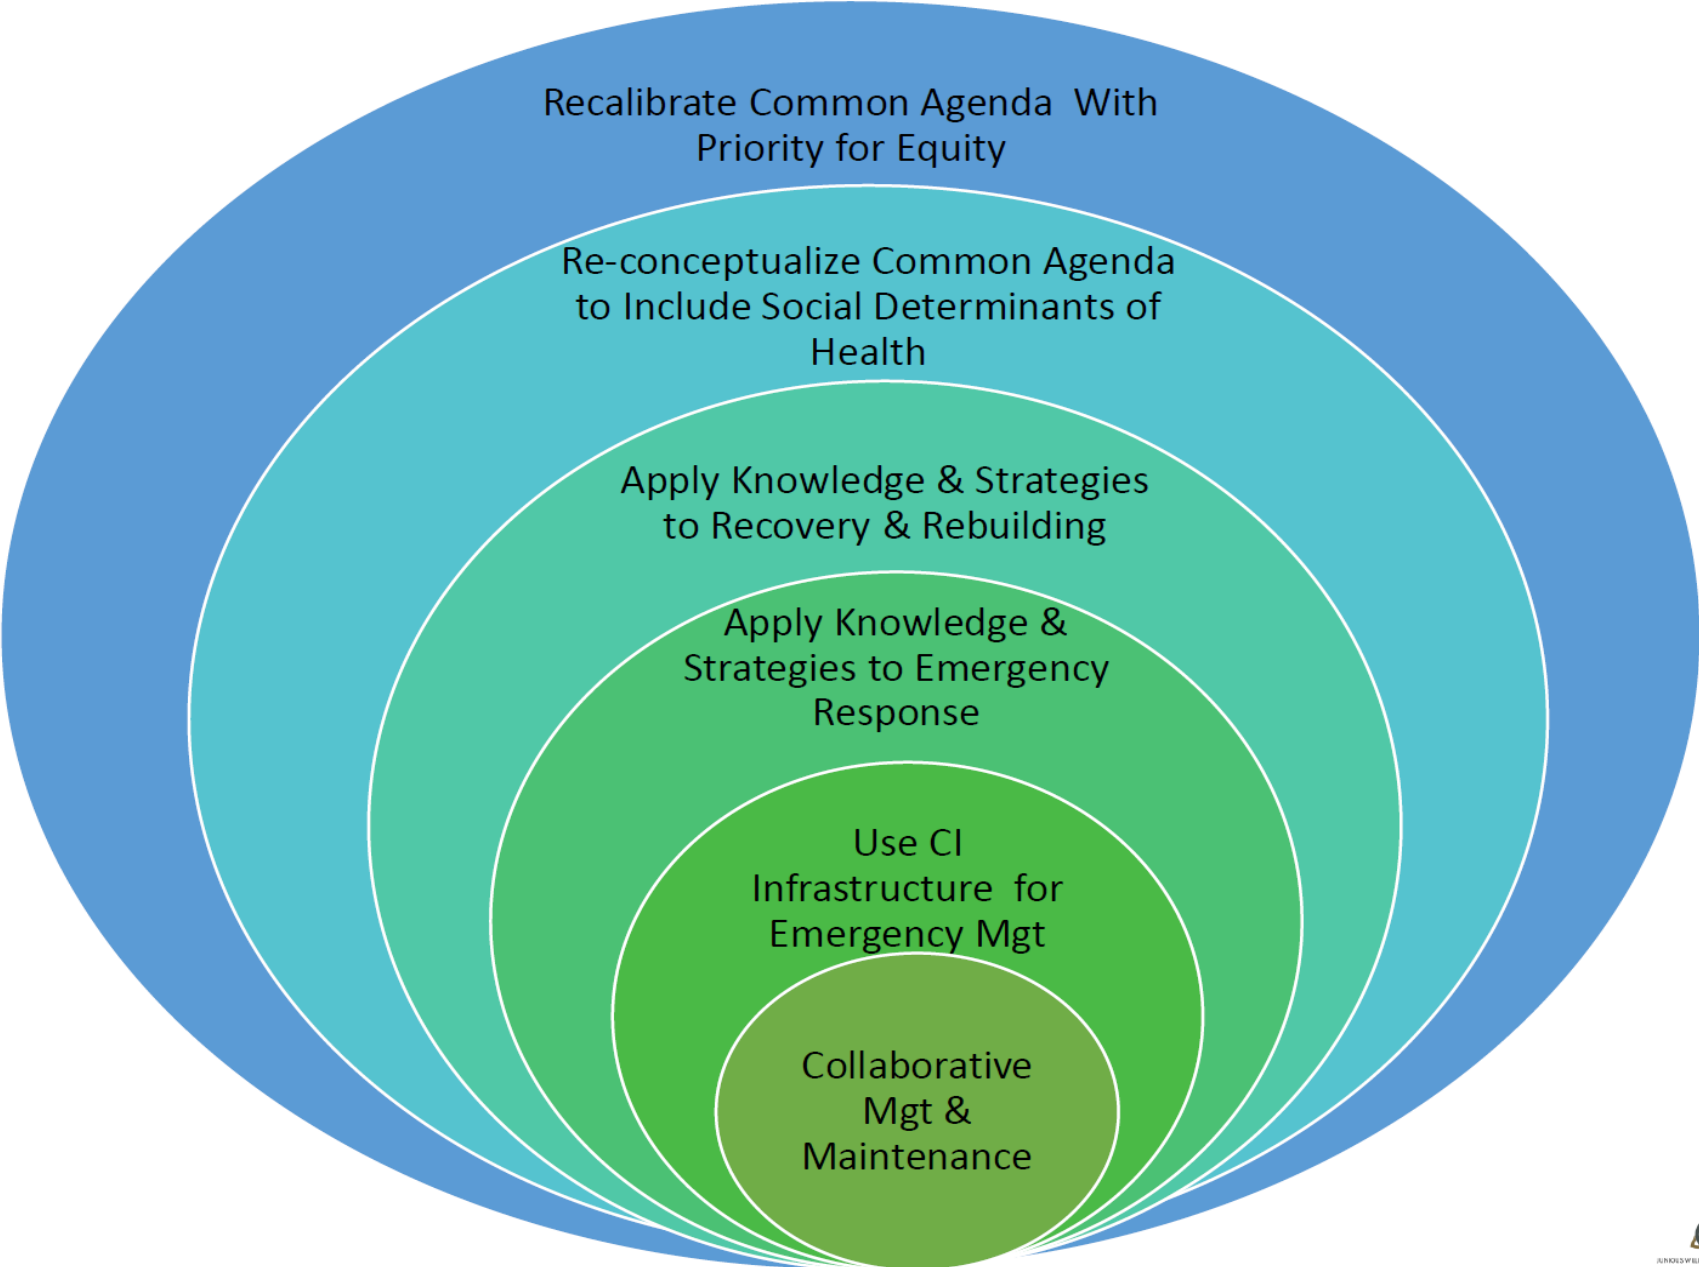 Recalibrate Common Agenda With
Priority for Equity
Re-conceptualize Common Agenda
to Include Social Determinants of
Health
Apply Knowledge & Strategies
to Recovery & Rebuilding
Apply Knowledge &
Strategies to Emergency
Response
Use CI
Infrastructure for
Emergency Mgt
Collaborative
Mgt &
Maintenance